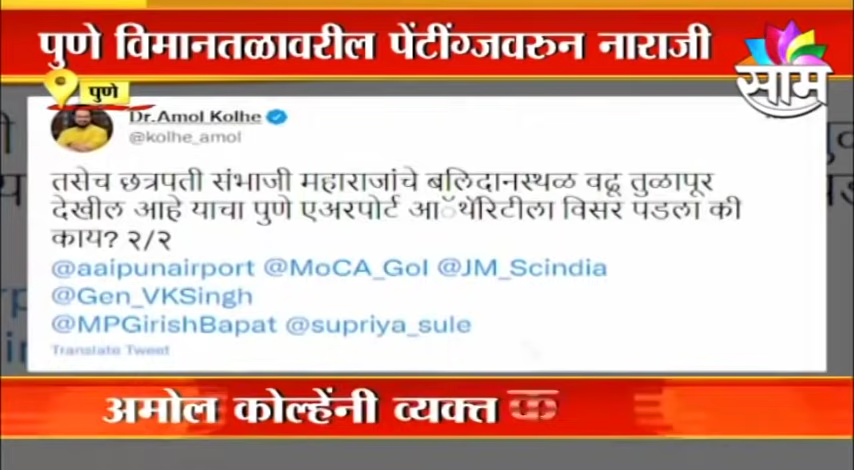 पुणे विमानतळावरील पेंटींग्जवरुन नाराजी
साम
पुणे
Dr.Amol Kolhe
@kolhe_amol
तसेच छत्रपती संभाजी महाराजांचे बलिदानस्थळ वढू तुळापूर
देखील आहे याचा पुणे एअरपोर्ट आॅथॅरिटीला विसर पडला की
काय? २/२
@aaipunairport @MoCA_GoI @JM_Scindia
@Gen_VKSingh
@MPGirishBapat @supriya_sule
Translate Tweet
अमोल कोल्हेंनी व्यक्त